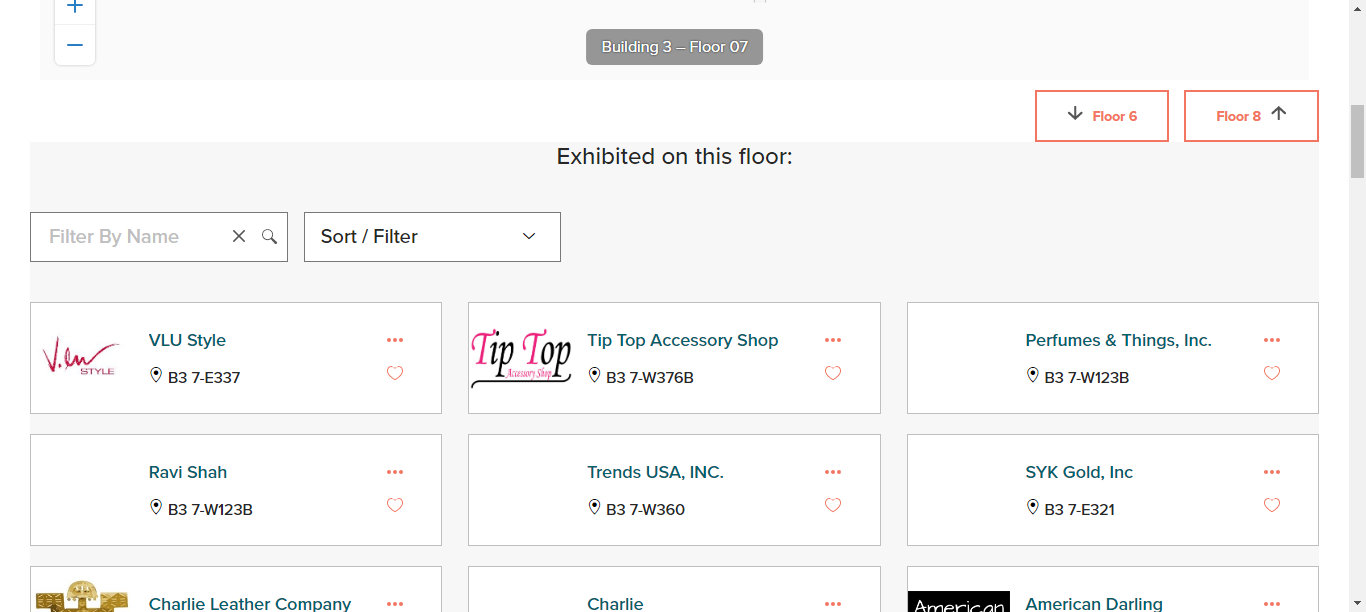 +
−
Building 3 – Floor 07
Floor 6
Floor 8
Exhibited on this floor:
Filter By Name
Sort / Filter
V.lu
STYLE
VLU Style
B3 7-E337
Tip Top
Accessory Shop
Tip Top Accessory Shop
B3 7-W376B
Perfumes & Things, Inc.
B3 7-W123B
Ravi Shah
B3 7-W123B
Trends USA, INC.
B3 7-W360
SYK Gold, Inc
B3 7-E321
Charlie Leather Company
Charlie
American
American Darling